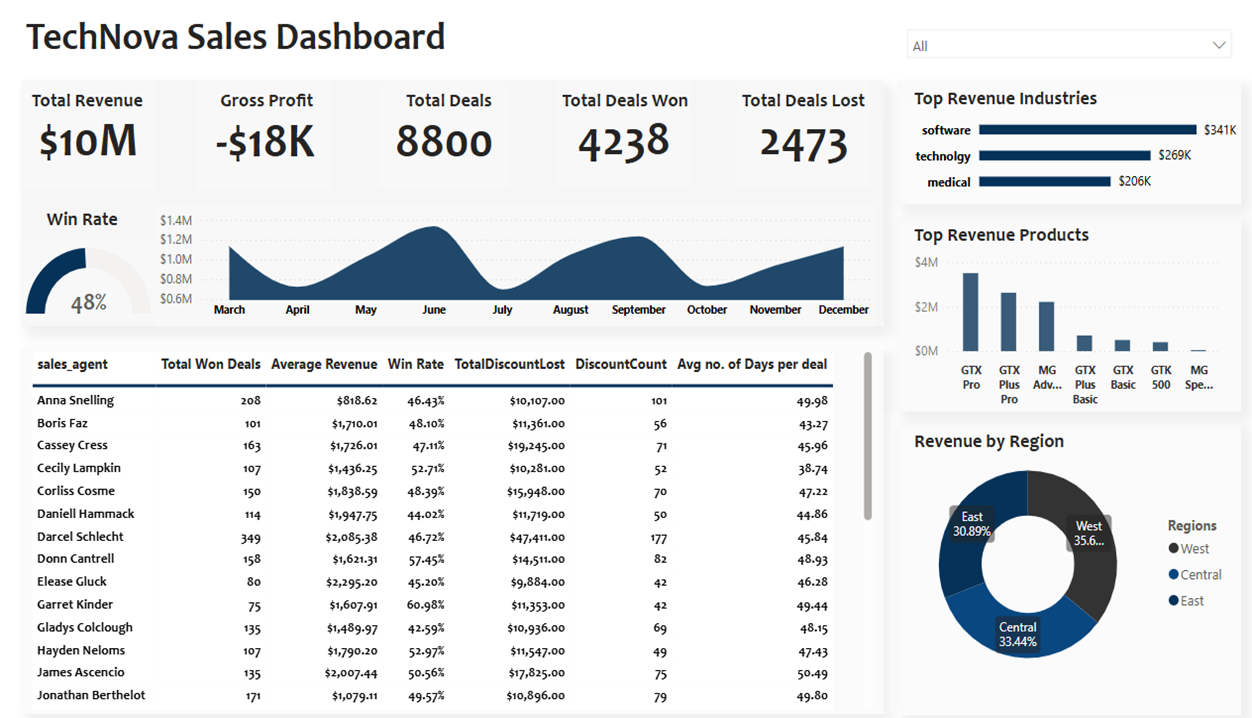 TechNova Sales Dashboard
All
Total Revenue
$10M
Gross Profit
-$18K
Total Deals
8800
Total Deals Won
4238
Total Deals Lost
2473
Win Rate
48%
$1.4M
$1.2M
$1.0M
$0.8M
$0.6M
March April May June July August September October November December
sales_agent Total Won Deals Average Revenue Win Rate TotalDiscountLost DiscountCount Avg no. of Days per deal
Anna Snelling 208 $818.62 46.43% $10,107.00 101 49.98
Boris Faz 101 $1,710.01 48.10% $11,361.00 56 43.27
Cassey Cress 163 $1,726.01 47.11% $19,245.00 71 45.96
Cecily Lampkin 107 $1,436.25 52.71% $10,281.00 52 38.74
Corliss Cosme 150 $1,838.59 48.39% $15,948.00 70 47.22
Daniell Hammack 114 $1,947.75 44.02% $11,719.00 50 44.86
Darcel Schlecht 349 $2,085.38 46.72% $47,411.00 177 45.84
Donn Cantrell 158 $1,621.31 57.45% $14,511.00 82 48.93
Elease Gluck 80 $2,295.20 45.20% $9,884.00 42 46.28
Garret Kinder 75 $1,607.91 60.98% $11,353.00 42 49.44
Gladys Colclough 135 $1,489.97 42.59% $10,936.00 69 48.15
Hayden Neloms 107 $1,790.20 52.97% $11,547.00 49 47.43
James Ascencio 135 $2,007.44 50.56% $17,825.00 75 50.49
Jonathan Berthelot 171 $1,079.11 49.57% $10,896.00 79 49.80
Top Revenue Industries
software $341K
technolgy $269K
medical $206K
Top Revenue Products
$4M
$2M
$0M
GTX Pro
GTX Plus Pro
MG Adv...
GTX Plus Basic
GTX Basic
GTK 500
MG Spe...
Revenue by Region
East
30.89%
West
35.6...
Central
33.44%
Regions
West
Central
East